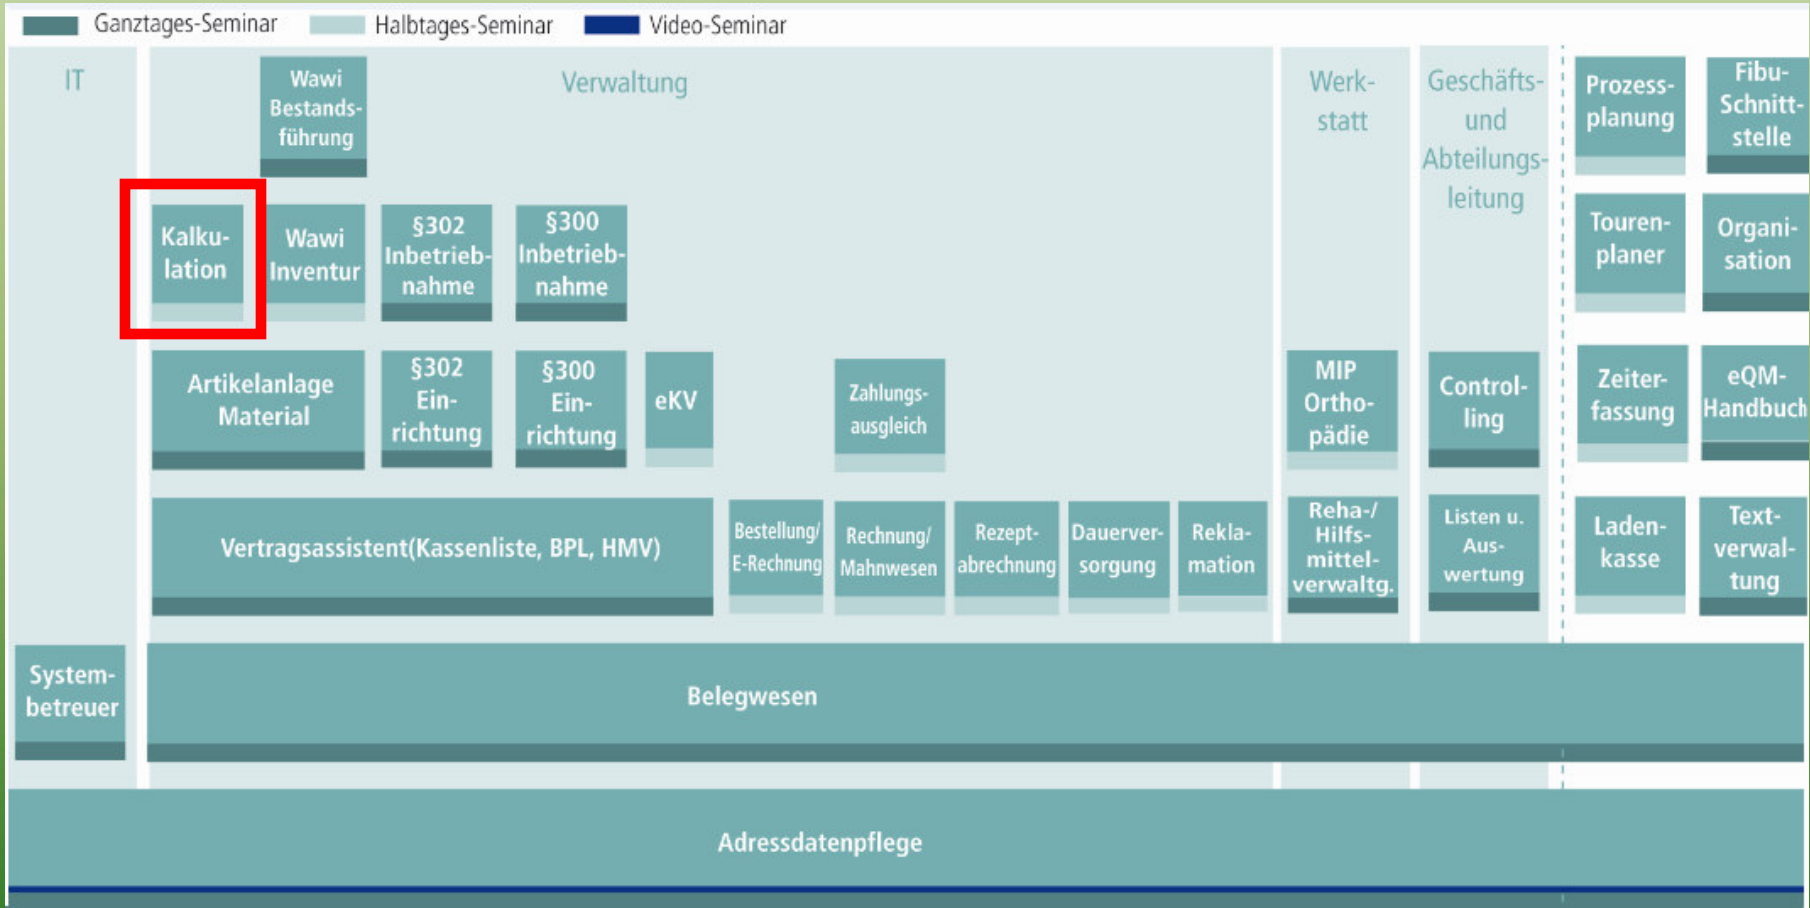 Ganztages-Seminar
Halbtages-Seminar
Video-Seminar
IT
Verwaltung
Werk-
statt
Geschäfts-
und
Abteilungs-
leitung
Wawi
Bestands-
führung
Prozess-
planung
Fibu-
Schnitt-
stelle
Kalku-
lation
Wawi
Inventur
§302
Inbetrieb-
nahme
§300
Inbetrieb-
nahme
Touren-
planer
Organi-
sation
Artikelanlage
Material
§302
Ein-
richtung
§300
Ein-
richtung
eKV
Zahlungs-
ausgleich
MIP
Ortho-
pädie
Control-
ling
Zeiter-
fassung
eQM-
Handbuch
Vertragsassistent(Kassenliste, BPL, HMV)
Bestellung/
E-Rechnung
Rechnung/
Mahnwesen
Rezept-
abrechnung
Dauerver-
sorgung
Rekla-
mation
Reha-/
Hilfs-
mittel-
verwaltg.
Listen u.
Aus-
wertung
Laden-
kasse
Text-
verwal-
tung
System-
betreuer
Belegwesen
Adressdatenpflege